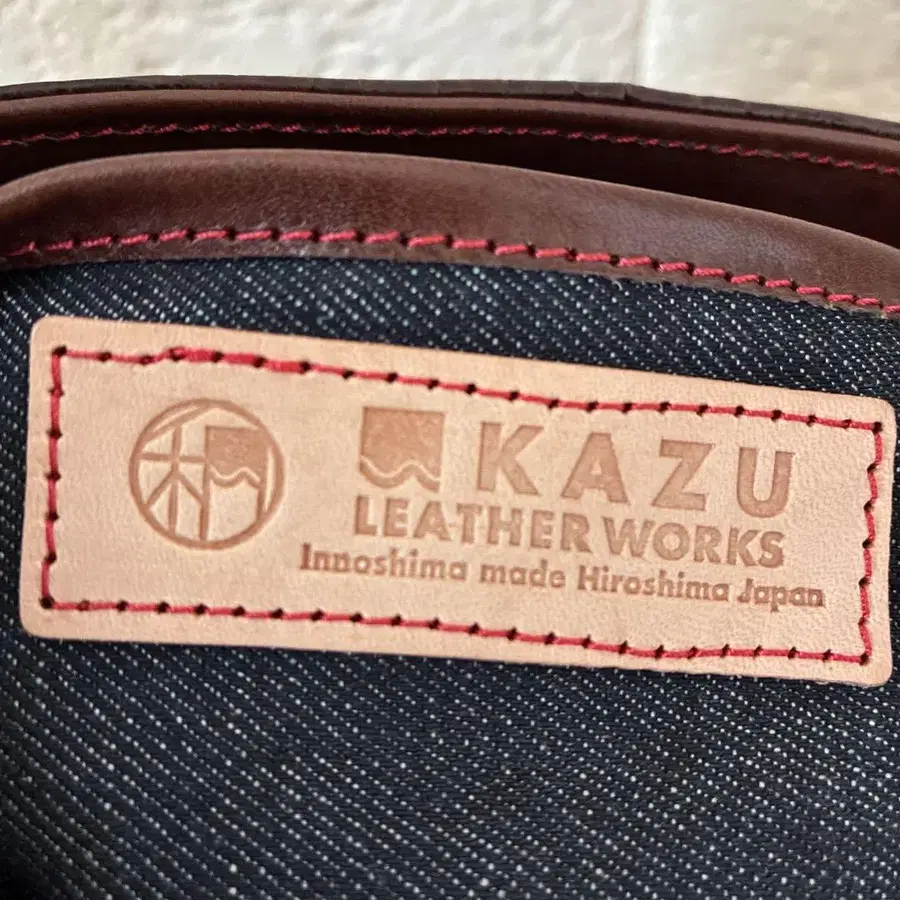 和
KAZU
LEATHER WORKS
Innoshima made Hiroshima Japan